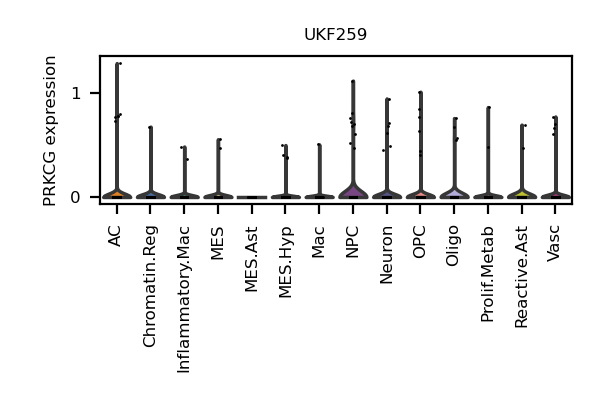 UKF259
PRKCG expression
1
0
AC
Chromatin.Reg
Inflammatory.Mac
MES
MES.Ast
MES.Hyp
Mac
NPC
Neuron
OPC
Oligo
Prolif.Metab
Reactive.Ast
Vasc